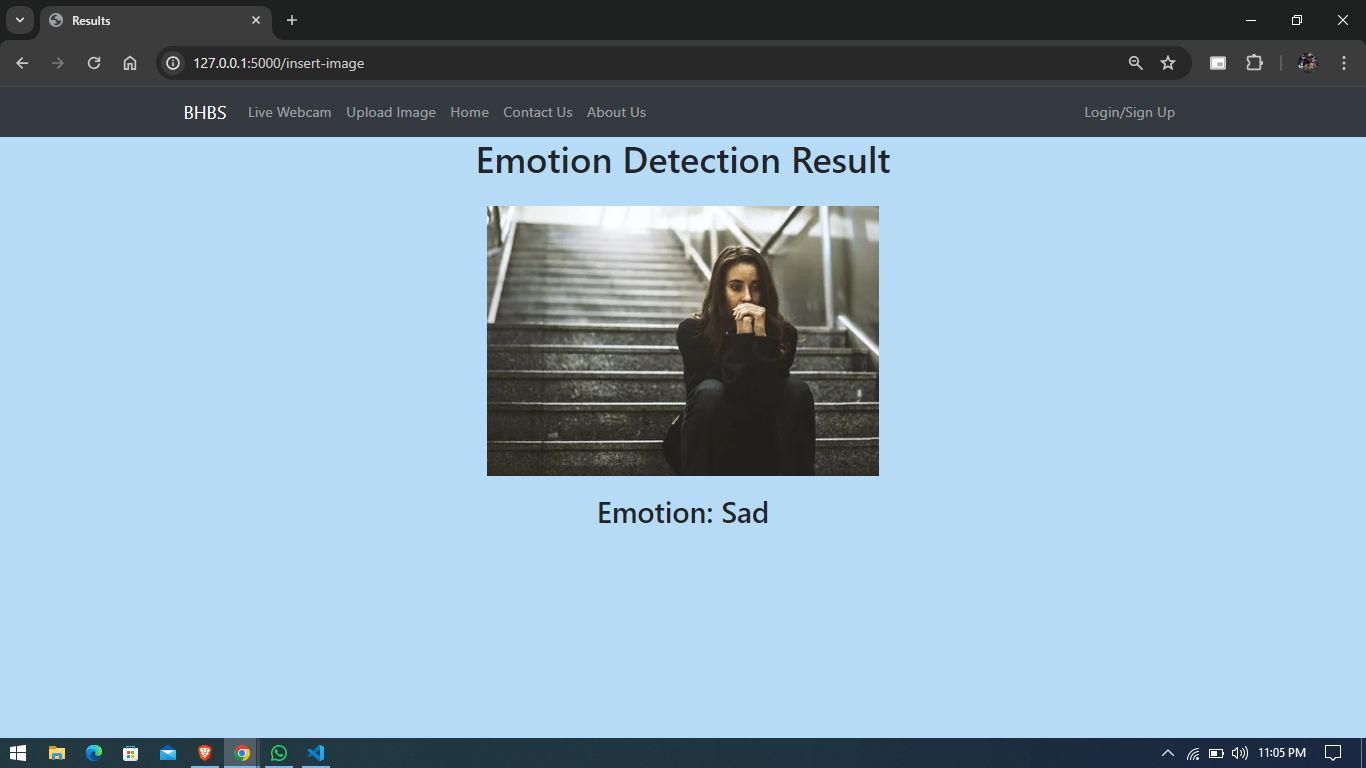 Results
127.0.0.1:5000/insert-image
BHBS Live Webcam Upload Image Home Contact Us About Us Login/Sign Up
Emotion Detection Result
Emotion: Sad
11:05 PM